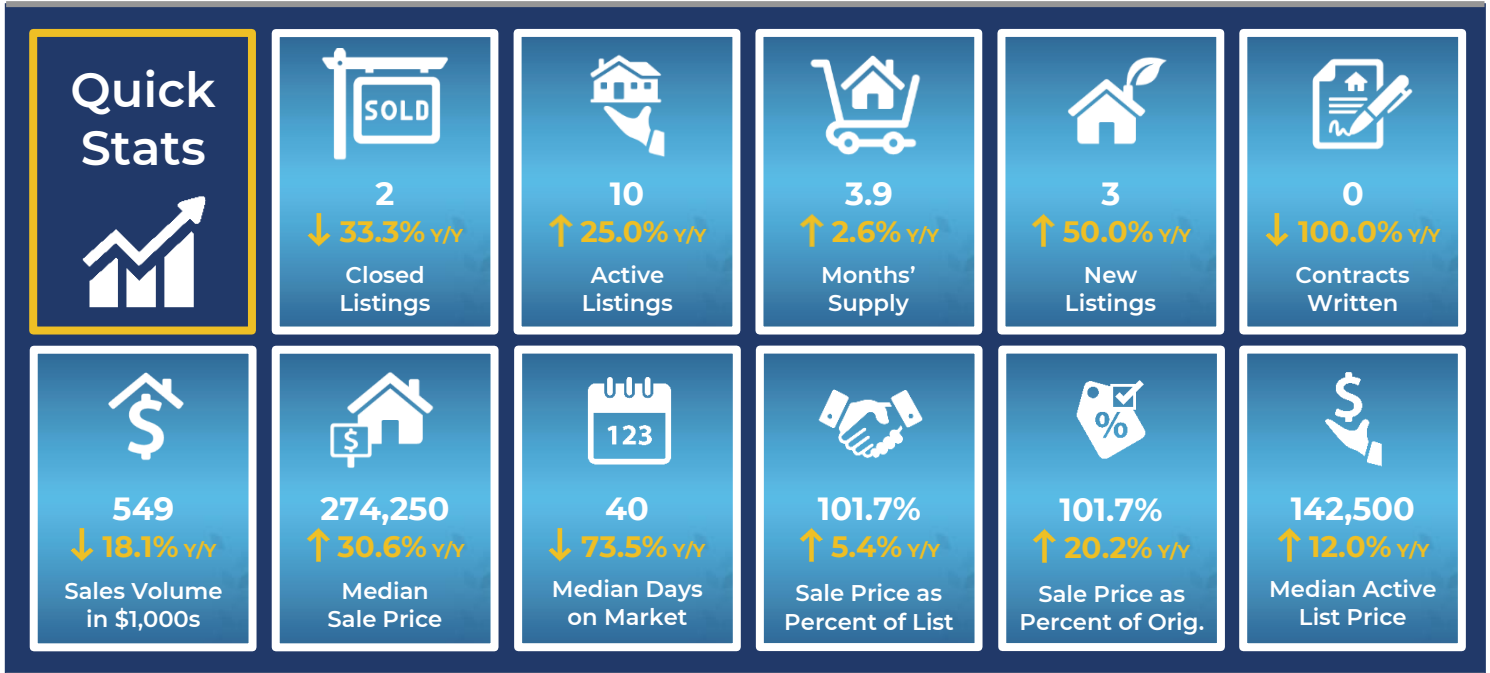 Quick
Stats
SOLD
2
↓ 33.3% Y/Y
Closed
Listings
10
↑ 25.0% Y/Y
Active
Listings
3.9
↑ 2.6% Y/Y
Months’
Supply
3
↑ 50.0% Y/Y
New
Listings
0
↓ 100.0% Y/Y
Contracts
Written
$
549
↓ 18.1% Y/Y
Sales Volume
in $1,000s
$
274,250
↑ 30.6% Y/Y
Median
Sale Price
123
40
↓ 73.5% Y/Y
Median Days
on Market
101.7%
↑ 5.4% Y/Y
Sale Price as
Percent of List
%
101.7%
↑ 20.2% Y/Y
Sale Price as
Percent of Orig.
$
142,500
↑ 12.0% Y/Y
Median Active
List Price